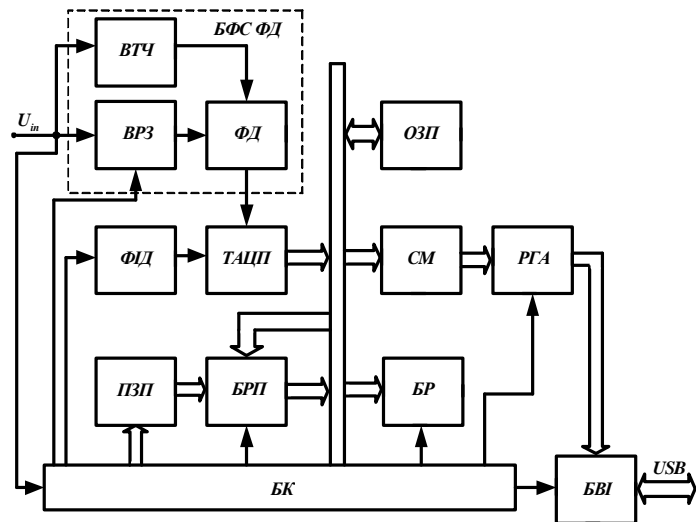 БФС ФД
ВТЧ
U_in
ВРЗ
ФД
ОЗП
ФІД
ТАЦП
СМ
РГА
ПЗП
БРП
БР
БК
БВІ
USB